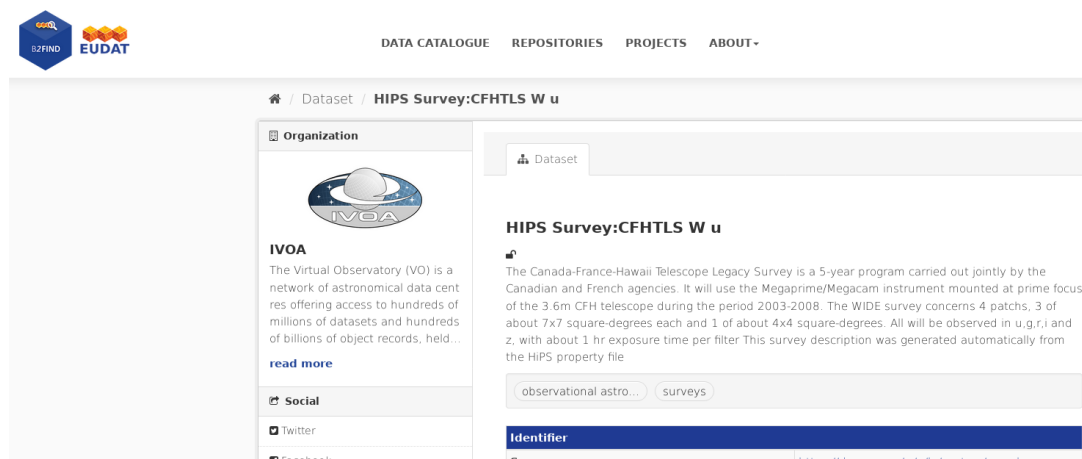 B2FIND
EUDAT
DATA CATALOGUE REPOSITORIES PROJECTS ABOUT
/ Dataset / HIPS Survey:CFHTLS W u
Organization
IVOA
IVOA
The Virtual Observatory (VO) is a
network of astronomical data cent
res offering access to hundreds of
millions of datasets and hundreds
of billions of object records, held...
read more
Social
Twitter
Dataset
HIPS Survey:CFHTLS W u
The Canada-France-Hawaii Telescope Legacy Survey is a 5-year program carried out jointly by the
Canadian and French agencies. It will use the Megaprime/Megacam instrument mounted at prime focus
of the 3.6m CFH telescope during the period 2003-2008. The WIDE survey concerns 4 patchs, 3 of
about 7x7 square-degrees each and 1 of about 4x4 square-degrees. All will be observed in u,g,r,i and
z, with about 1 hr exposure time per filter This survey description was generated automatically from
the HiPS property file
observational astro... surveys
Identifier